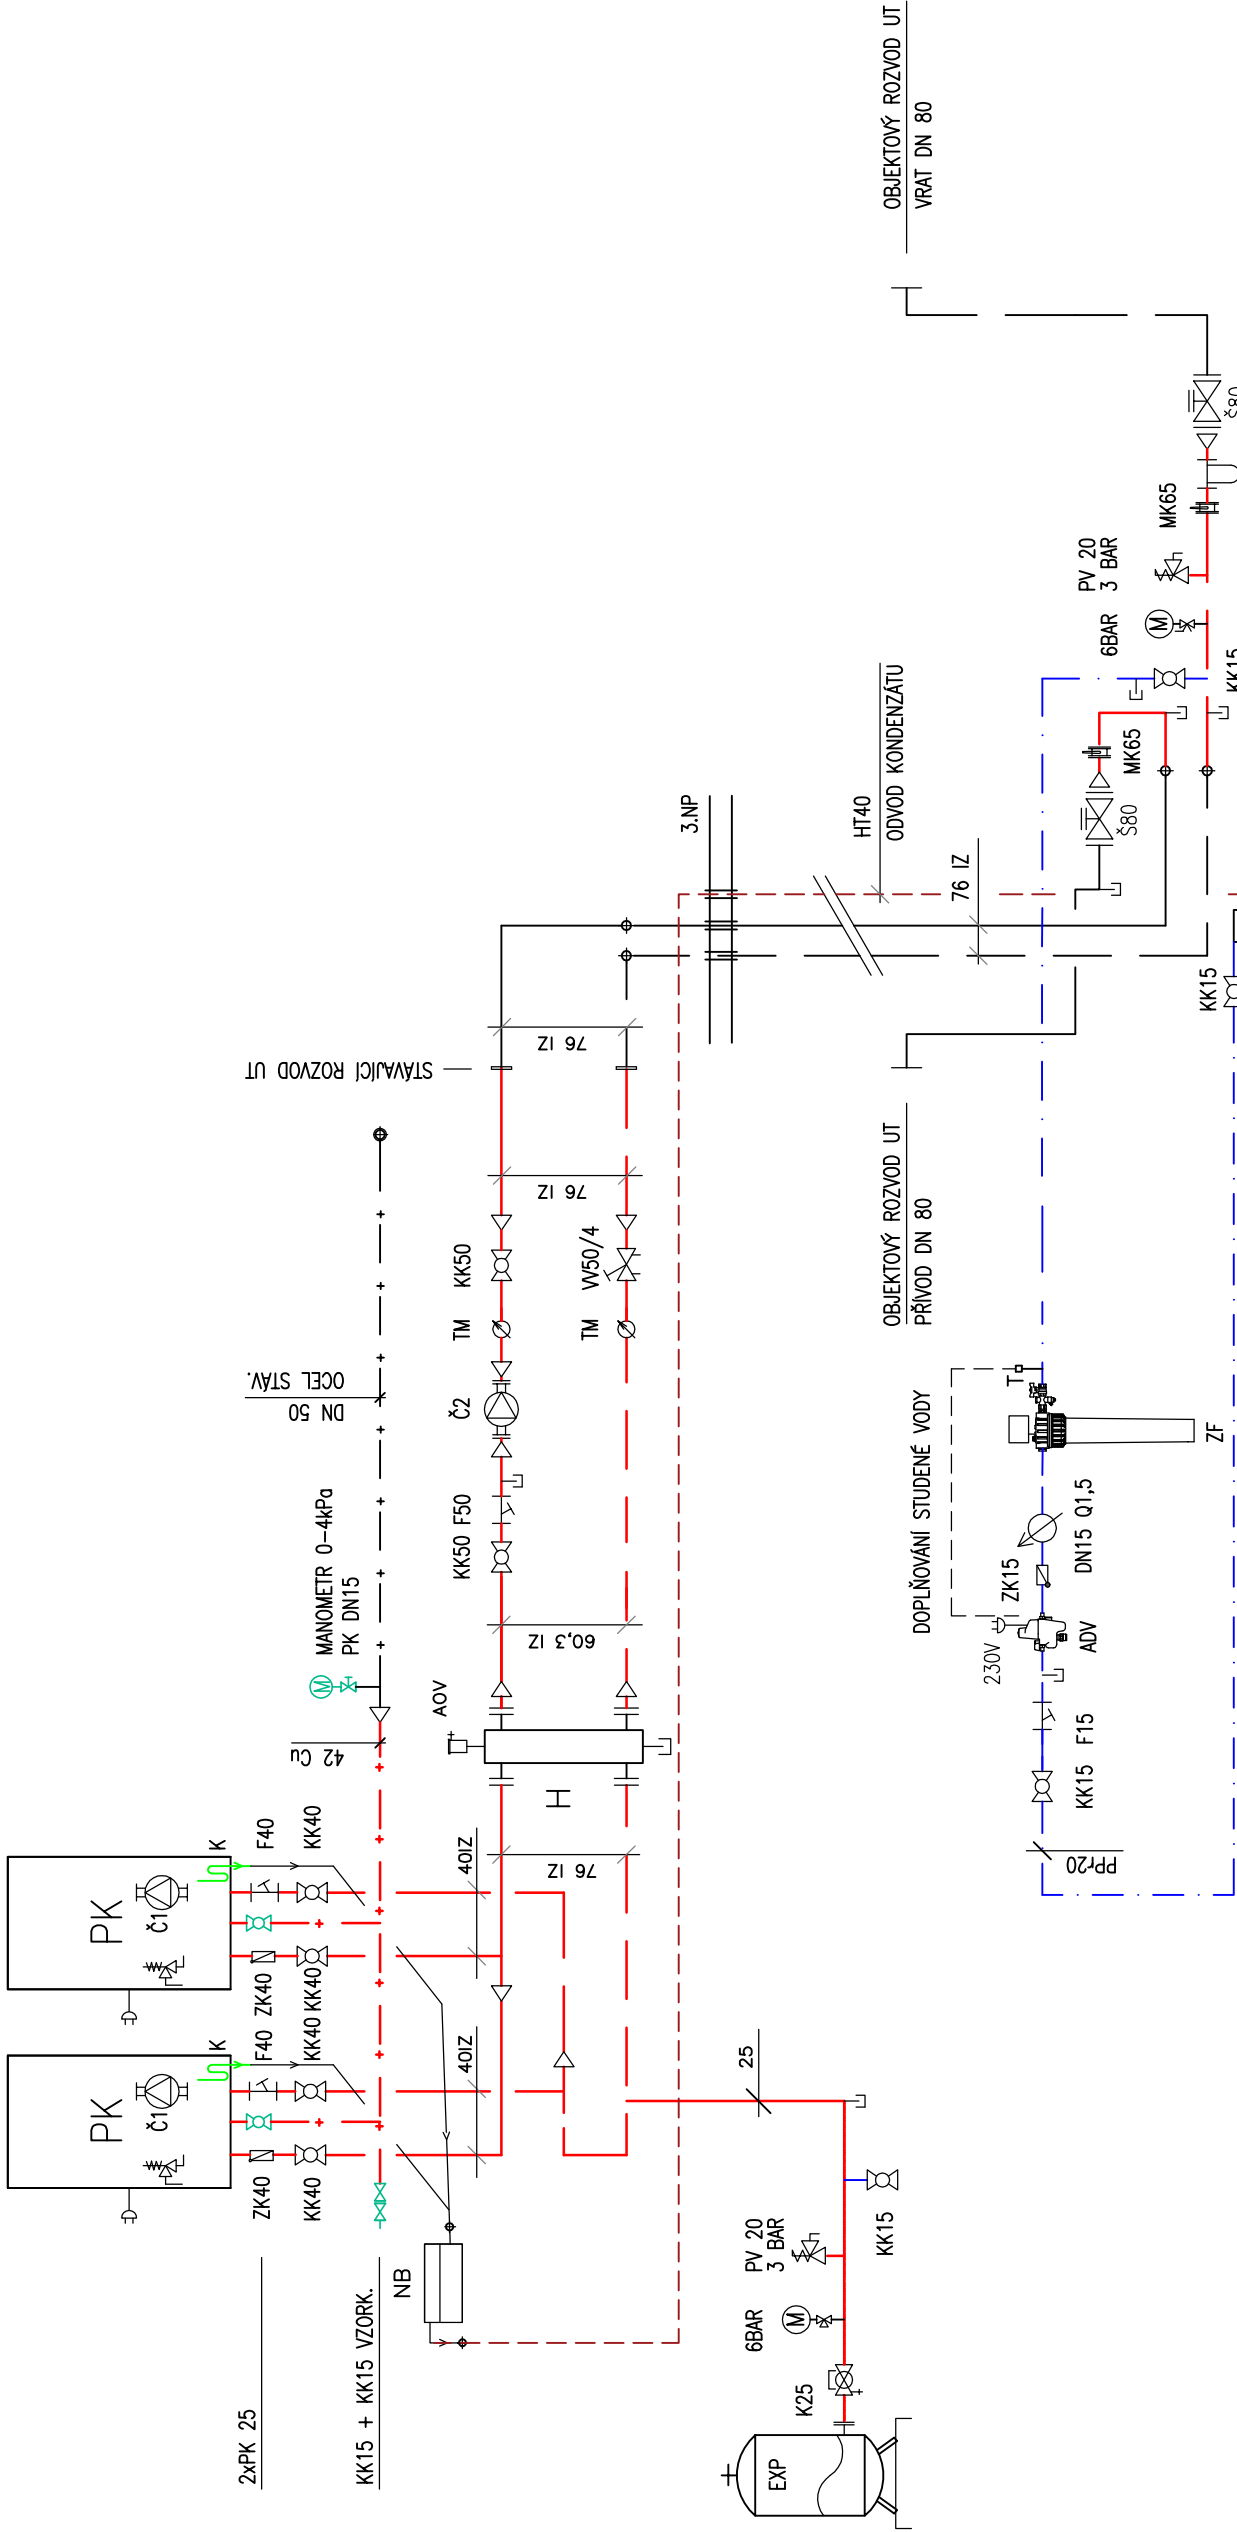 2xPK 25
KK15 + KK15 VZORK.
PK
Č1
K
ZK40
F40
KK40
KK40
PK
Č1
K
ZK40
F40
KK40
KK40
NB
40IZ
40IZ
42 Cu
76 IZ
H
AOV
MANOMETR 0-4kPa
PK DN15
DN 50
OCEL STÁV.
60,3 IZ
KK50
F50
Č2
TM
KK50
TM
VV50/4
76 IZ
STÁVAJÍCÍ ROZVOD UT
76 IZ
3.NP
HT40
ODVOD KONDENZÁTU
76 IZ
EXP
K25
6BAR
M
PV 20
3 BAR
KK15
25
M
PPr20
KK15
F15
230V
ADV
ZK15
DN15 Q1,5
ZF
T
DOPLŇOVÁNÍ STUDENÉ VODY
OBJEKTOVÝ ROZVOD UT
PŘÍVOD DN 80
Š80
MK65
KK15
KK15
6BAR
M
PV 20
3 BAR
MK65
Š80
OBJEKTOVÝ ROZVOD UT
VRAT DN 80